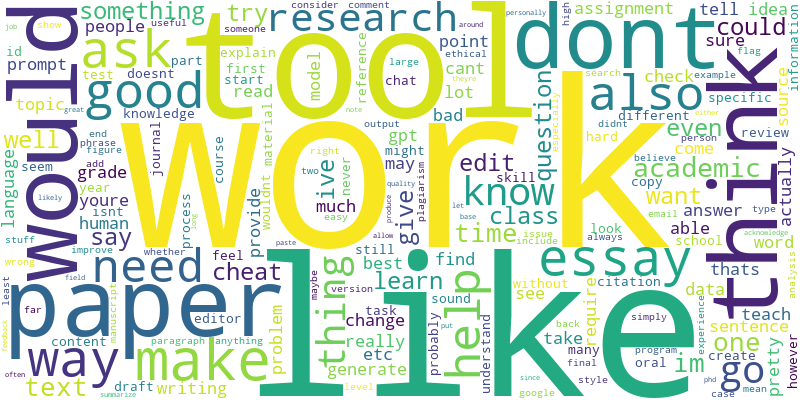 something
try
research
assignment
tell
idea
consider
comment
job
show
useful
someone
around
personally
high
people
ask
tool
dont
could
sure
information
id
prompt
explain
first
start
read
point
cant
lot
reference
ethical
large
chat
model
flag
test
doesnt
part
good
knowledge
would
topic
great
also
check
specific
source
search
example
either
think
different
didnt
person
review
hard
even
academic
come
believe
copy
question
especially
well
end
phrase
figure
add
bad
output
gpt
might
may
edit
skill
language
seem
grade
year
youre
isnt
journal
course
material
wouldnt
provide
process
work
right
two
ive
never
much
easy
plagiarism
quality
produce
let
base
give
know
class
time
want
answer
type
able
school
email
look
issue
include
always
word
actually
acknowledge
likely
human
say
stuff
wrong
improve
need
whether
feel
cheat
long
paste
allow
still
best
learn
find
essay
see
without
citation
data
thats
teach
sentence
analysis
however
least
paper
far
editor
field
manuscript
problem
maybe
version
sound
task
change
really
etc
generate
probably
put
understand
help
thing
like
require
take
back
many
final
program
oral
style
google
since
simply
experience
im
one
go
create
case
mean
phd
pretty
feedback
way
content
paragraph
anything
make
text
draft
writing
often
summarize
level
note
theyre